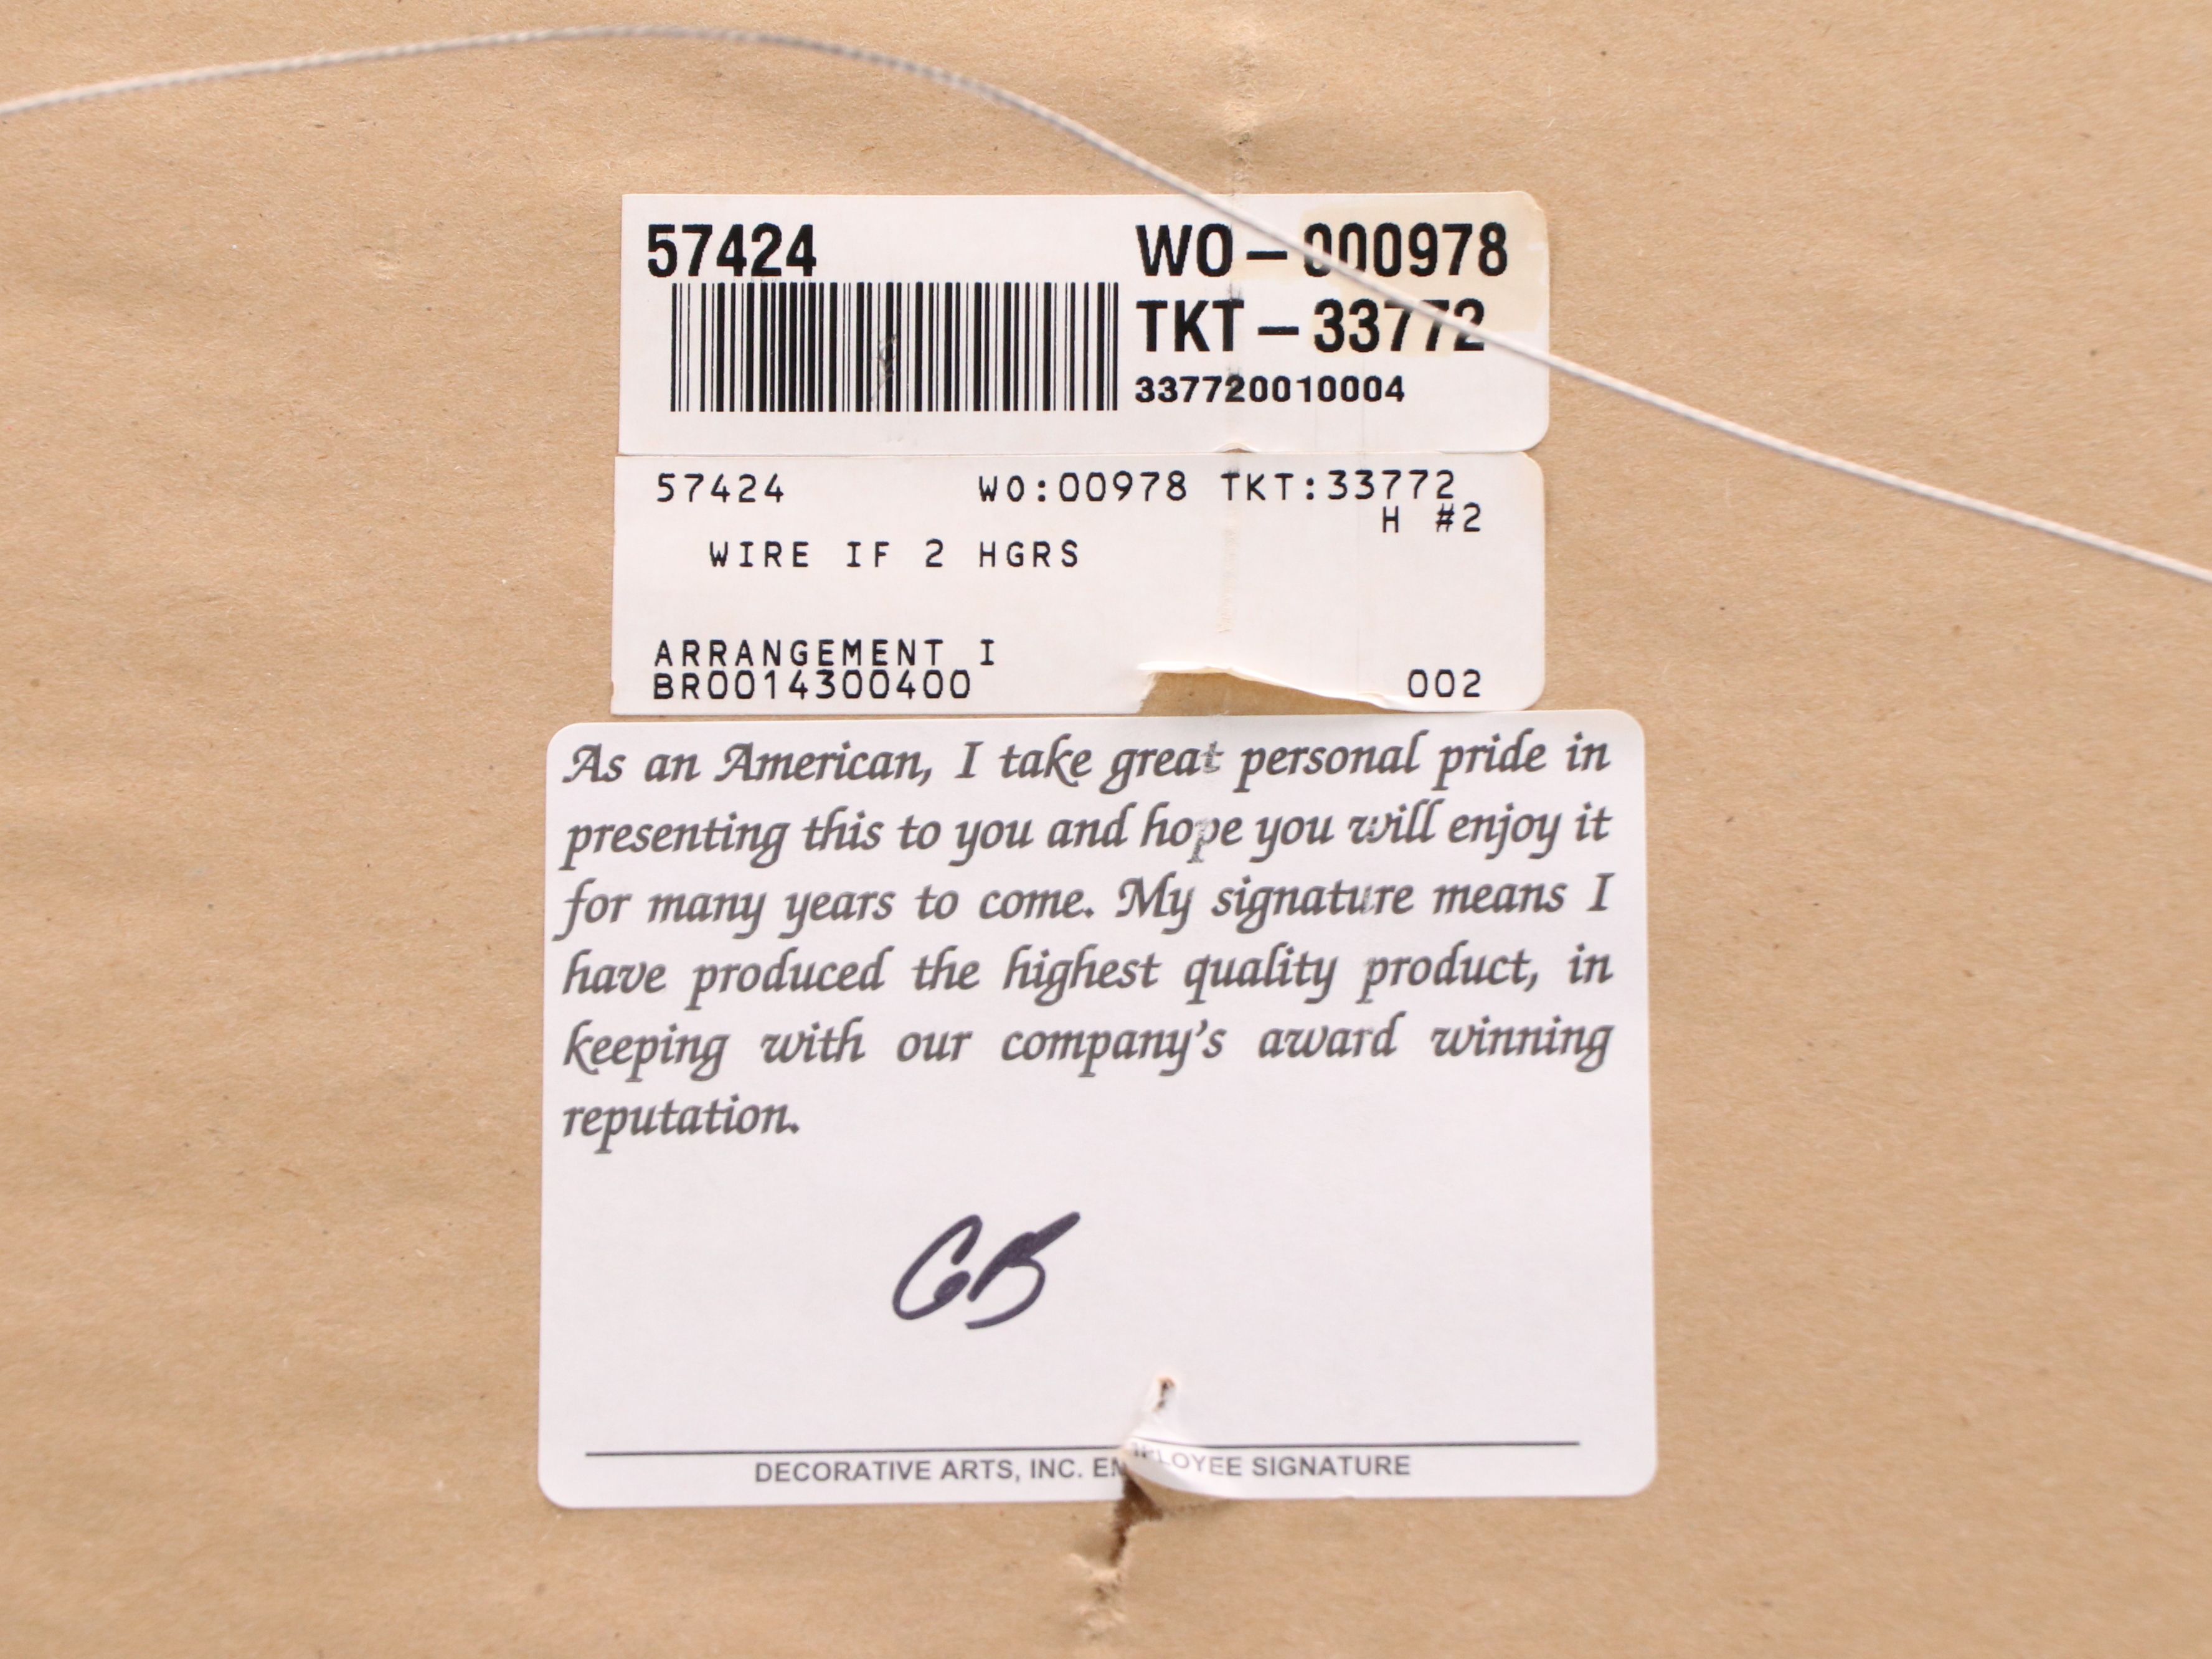 57424
WO-000978
TKT-33772
337720010004
57424 WO:00978 TKT:33772
H #2
WIRE IF 2 HGRS
ARRANGEMENT I
BR0014300400 002
As an American, I take great personal pride in
presenting this to you and hope you will enjoy it
for many years to come. My signature means I
have produced the highest quality product, in
keeping with our company's award winning
reputation.
GB
DECORATIVE ARTS, INC. EMPLOYEE SIGNATURE